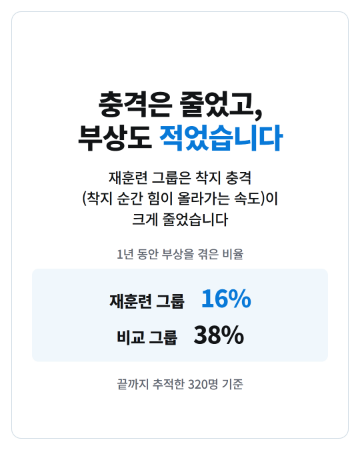 충격은 줄었고,
부상도 적었습니다
재훈련 그룹은 착지 충격
(착지 순간 힘이 올라가는 속도)이
크게 줄었습니다
1년 동안 부상을 겪은 비율
재훈련 그룹 16%
비교 그룹 38%
끝까지 추적한 320명 기준